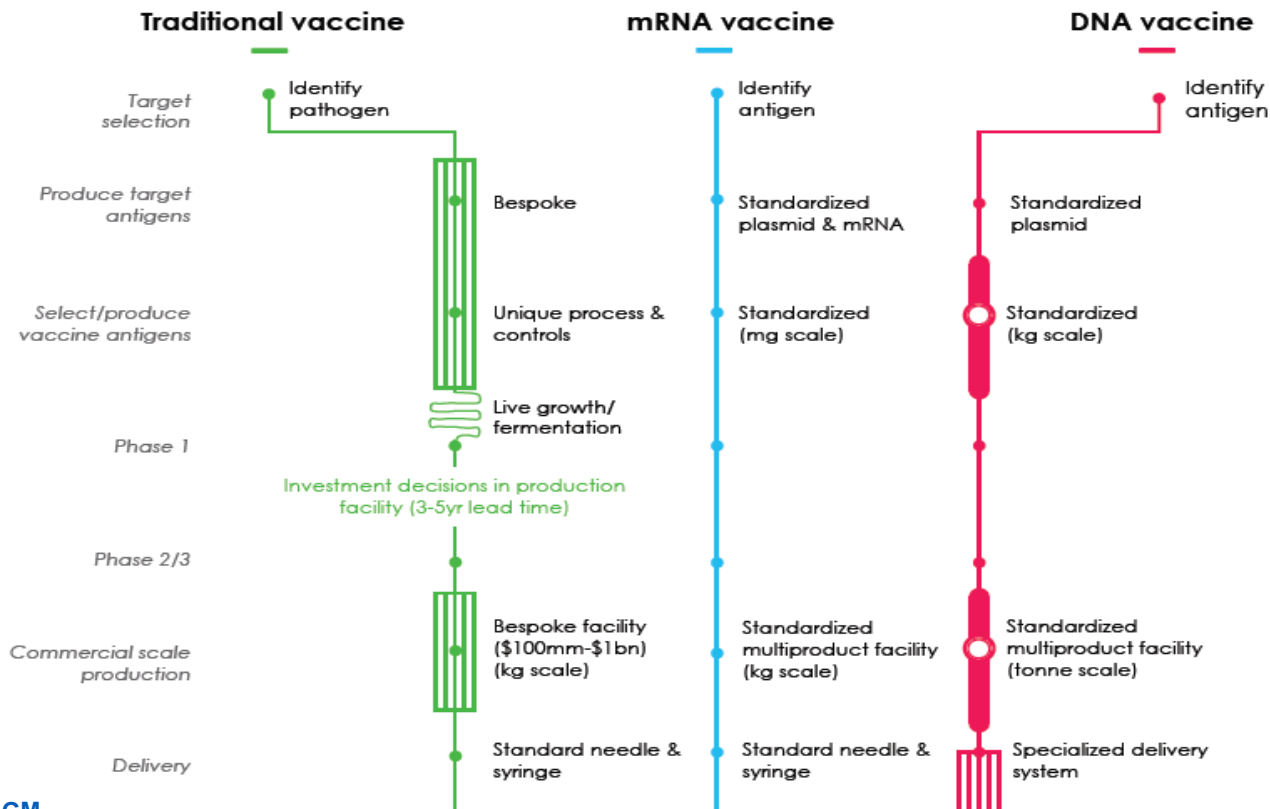 Traditional vaccine
mRNA vaccine
DNA vaccine
Target
selection
Identify
pathogen
Identify
antigen
Identify
antigen
Produce target
antigens
Bespoke
Standardized
plasmid & mRNA
Standardized
plasmid
Select/produce
vaccine antigens
Unique process &
controls
Standardized
(mg scale)
Standardized
(kg scale)
Live growth/
fermentation
Phase 1
Investment decisions in production
facility (3-5yr lead time)
Phase 2/3
Commercial scale
production
Bespoke facility
($100mm-$1bn)
(kg scale)
Standardized
multiproduct facility
(kg scale)
Standardized
multiproduct facility
(tonne scale)
Delivery
Standard needle &
syringe
Standard needle &
syringe
Specialized delivery
system